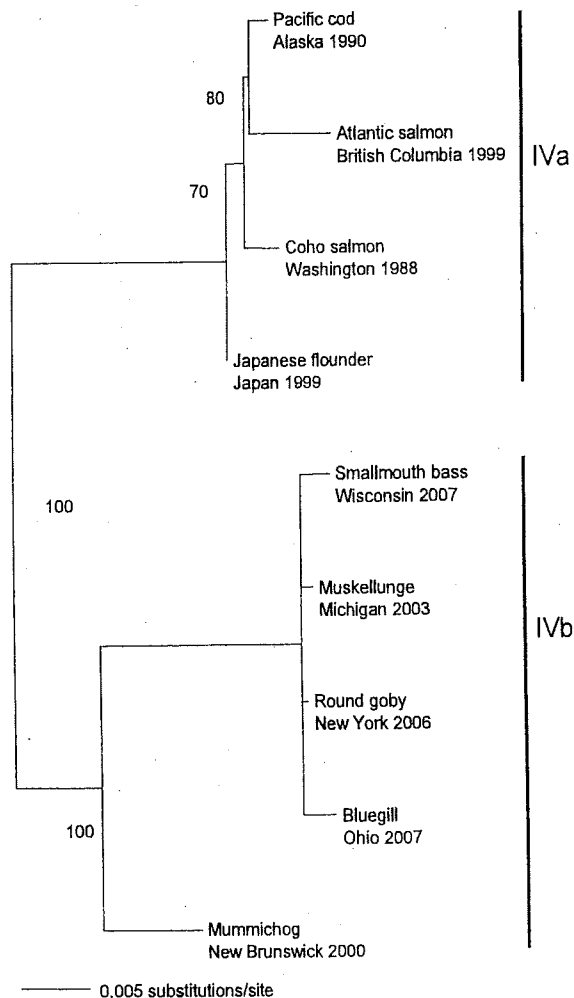 Pacific cod
Alaska 1990
80
Atlantic salmon
British Columbia 1999
IVa
70
Coho salmon
Washington 1988
Japanese flounder
Japan 1999
Smallmouth bass
Wisconsin 2007
100
Muskellunge
Michigan 2003
IVb
Round goby
New York 2006
Bluegill
Ohio 2007
100
Mummichog
New Brunswick 2000
0.005 substitutions/site